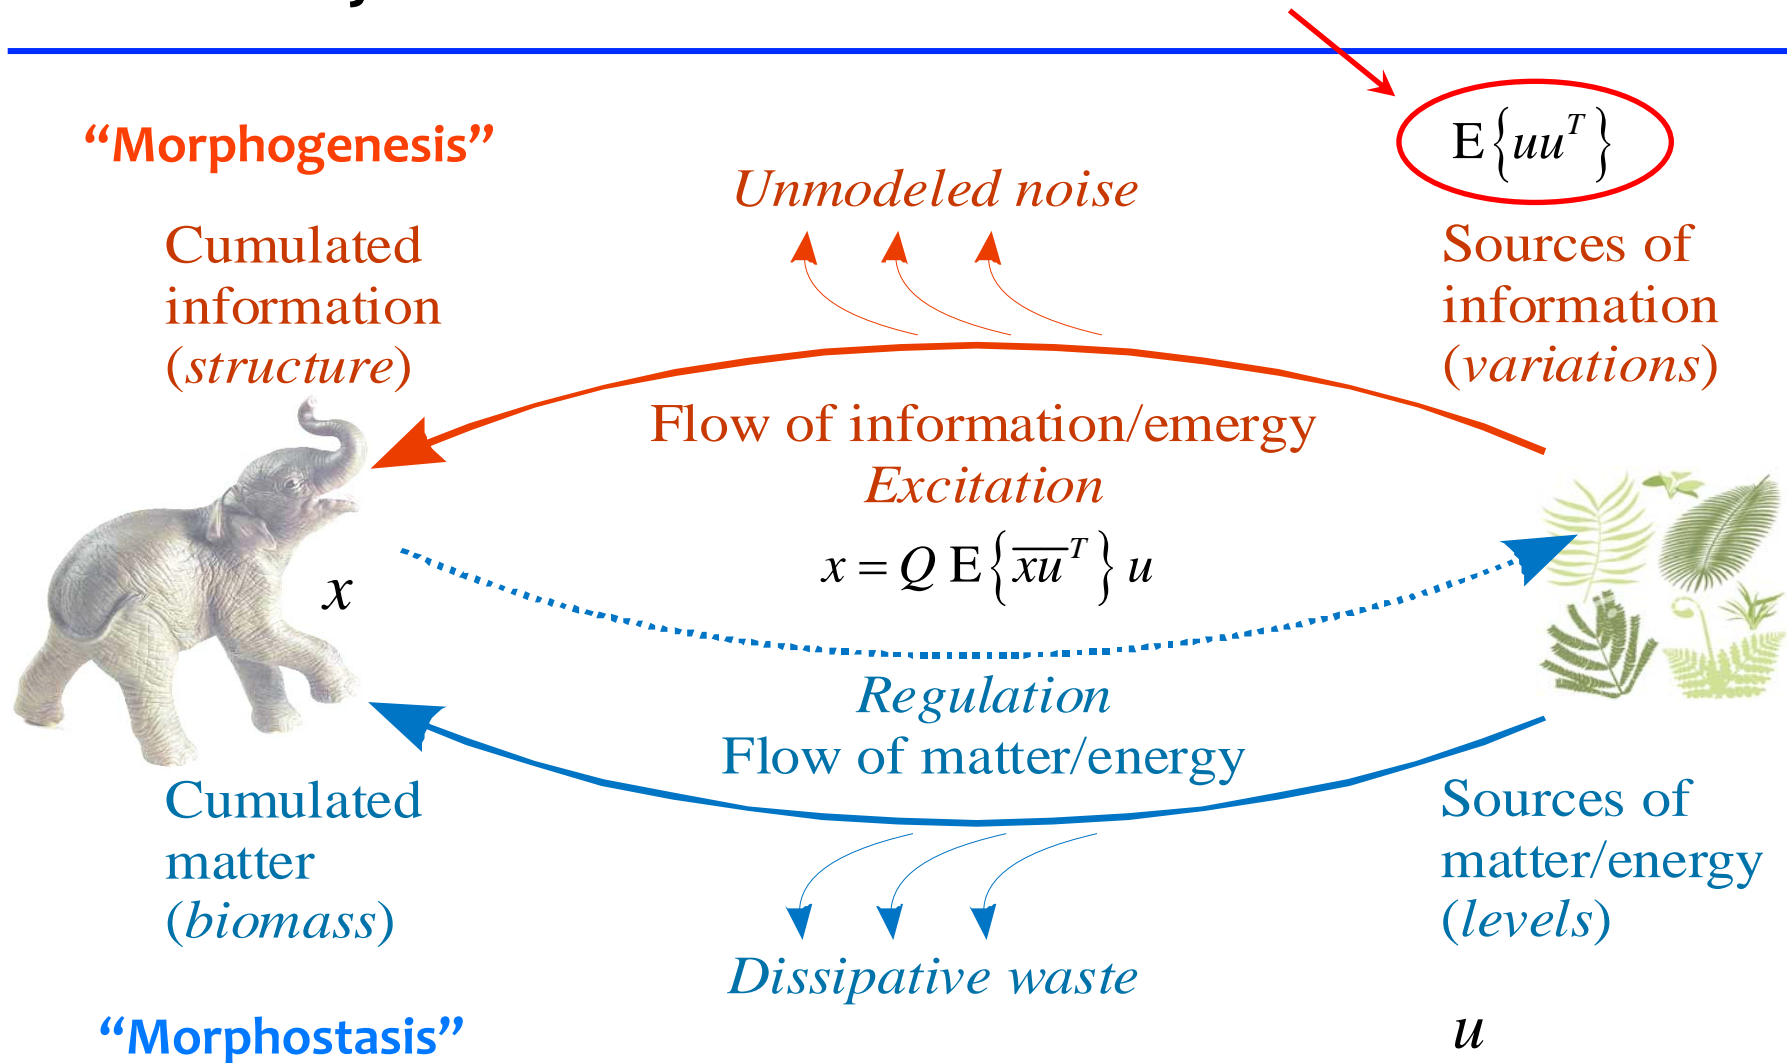 “Morphogenesis”
E{uu^T}
Unmodeled noise
Cumulated
information
(structure)
Sources of
information
(variations)
Flow of information/emergy
Excitation
x = Q E{x̅u̅^T} u
x
Regulation
Flow of matter/energy
Cumulated
matter
(biomass)
Sources of
matter/energy
(levels)
Dissipative waste
“Morphostasis”
u